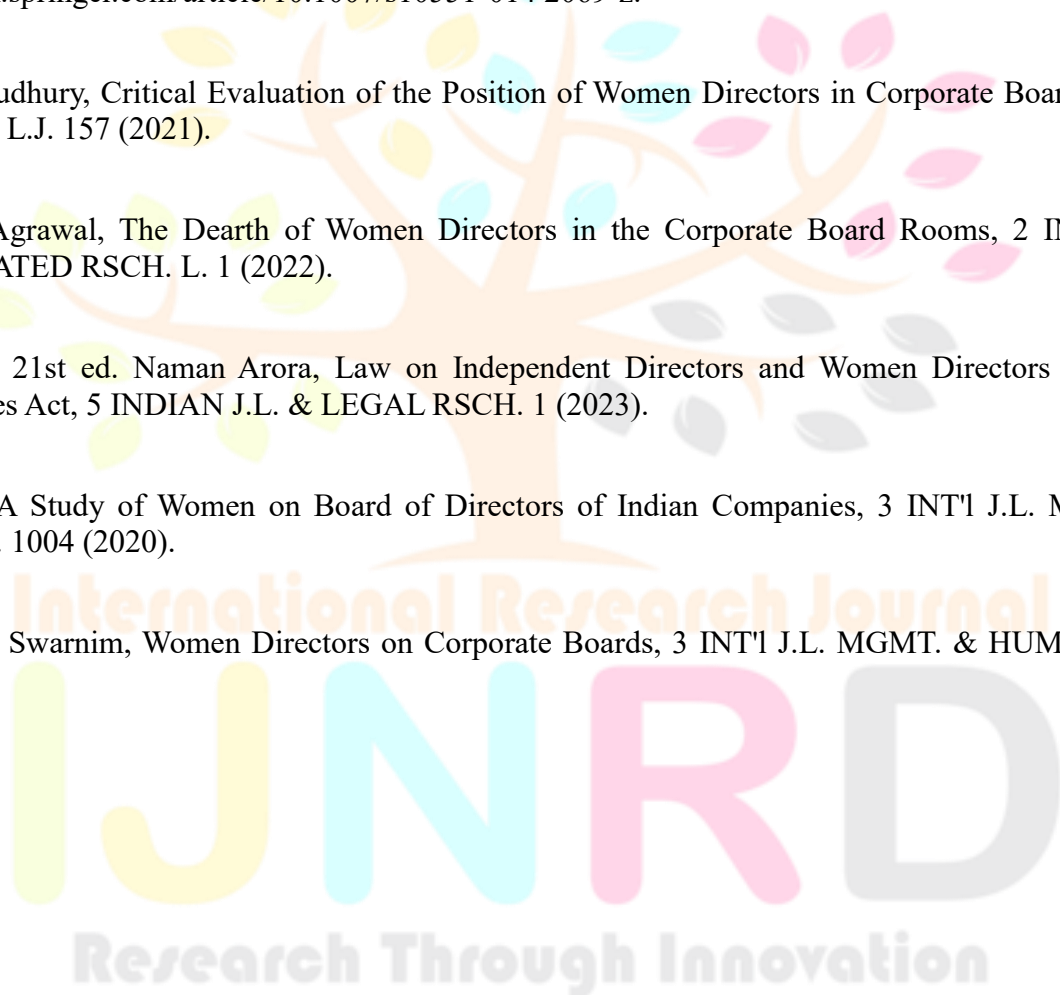 udhury, Critical Evaluation of the Position of Women Directors in Corporate Boar
L.J. 157 (2021).
Agrawal, The Dearth of Women Directors in the Corporate Board Rooms, 2 IN
ATED RSCH. L. 1 (2022).
21st ed. Naman Arora, Law on Independent Directors and Women Directors
es Act, 5 INDIAN J.L. & LEGAL RSCH. 1 (2023).
A Study of Women on Board of Directors of Indian Companies, 3 INT'l J.L. M
1004 (2020).
International Research Journal
Swarnim, Women Directors on Corporate Boards, 3 INT'l J.L. MGMT. & HUM
IJNRD
Research Through Innovation